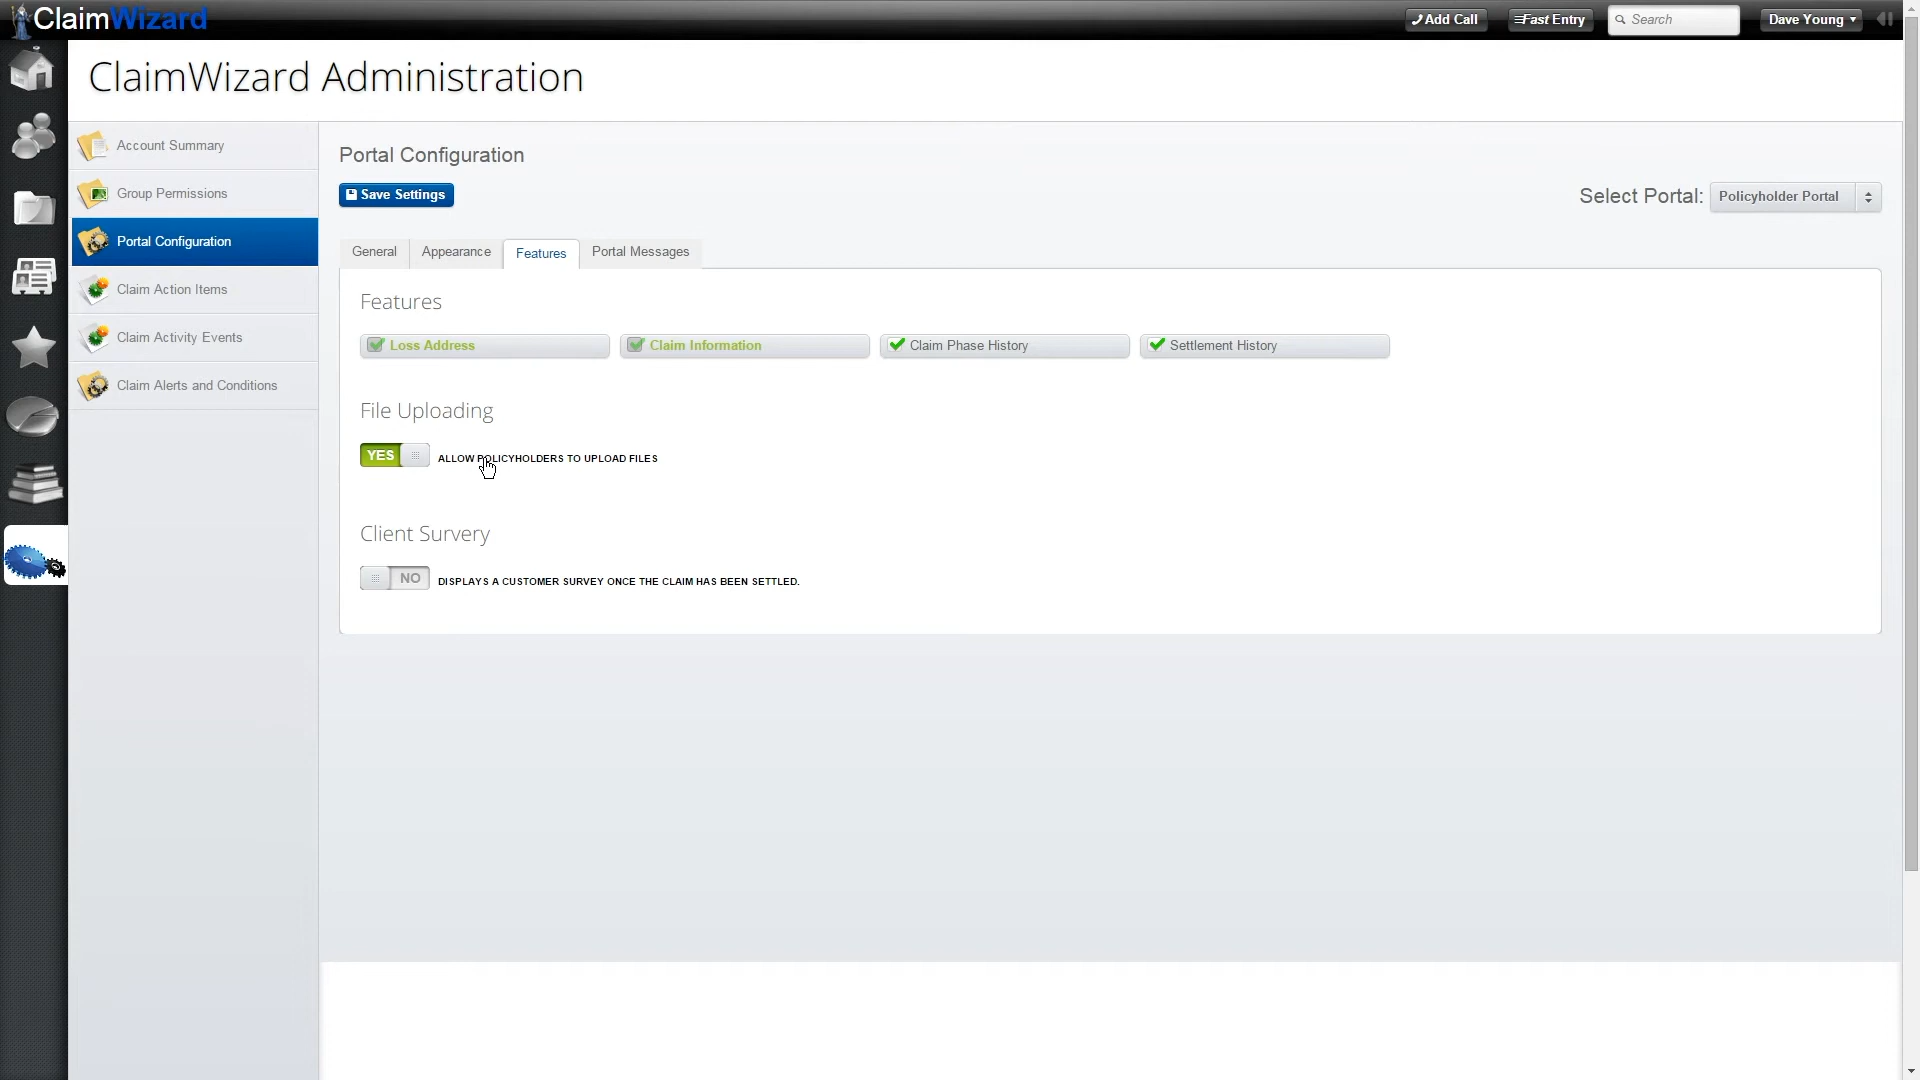 ClaimWizard
Add Call
Fast Entry
Search
Dave Young
ClaimWizard Administration
Account Summary
Group Permissions
Portal Configuration
Claim Action Items
Claim Activity Events
Claim Alerts and Conditions
Portal Configuration
Save Settings
Select Portal: Policyholder Portal
General
Appearance
Features
Portal Messages
Features
Loss Address
Claim Information
Claim Phase History
Settlement History
File Uploading
YES ALLOW POLICYHOLDERS TO UPLOAD FILES
Client Survery
NO DISPLAYS A CUSTOMER SURVEY ONCE THE CLAIM HAS BEEN SETTLED.